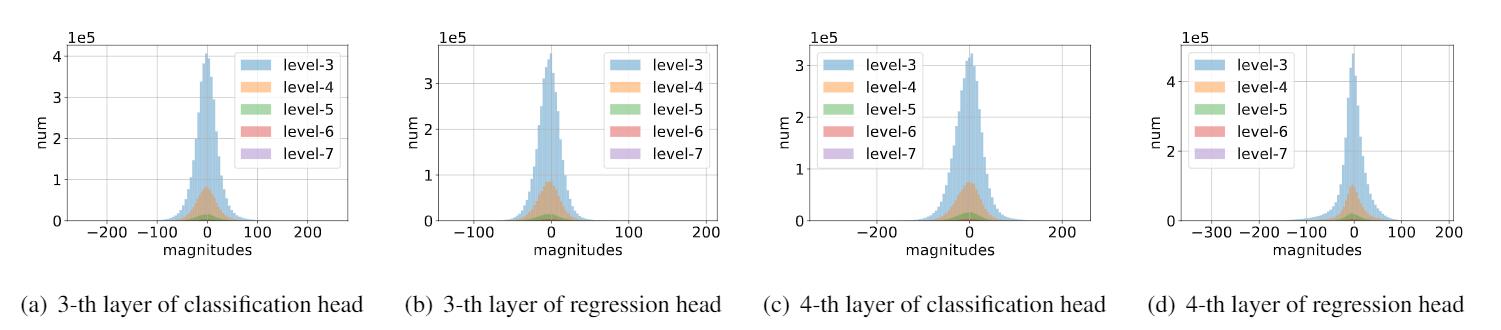 1e5
4
3
2
1
0
num
−200 −100 0 100 200
magnitudes
level-3
level-4
level-5
level-6
level-7
(a) 3-th layer of classification head
1e5
3
2
1
0
num
−100 0 100 200
magnitudes
level-3
level-4
level-5
level-6
level-7
(b) 3-th layer of regression head
1e5
3
2
1
0
num
−200 0 200
magnitudes
level-3
level-4
level-5
level-6
level-7
(c) 4-th layer of classification head
1e5
4
2
0
num
−300 −200 −100 0 100 200
magnitudes
level-3
level-4
level-5
level-6
level-7
(d) 4-th layer of regression head